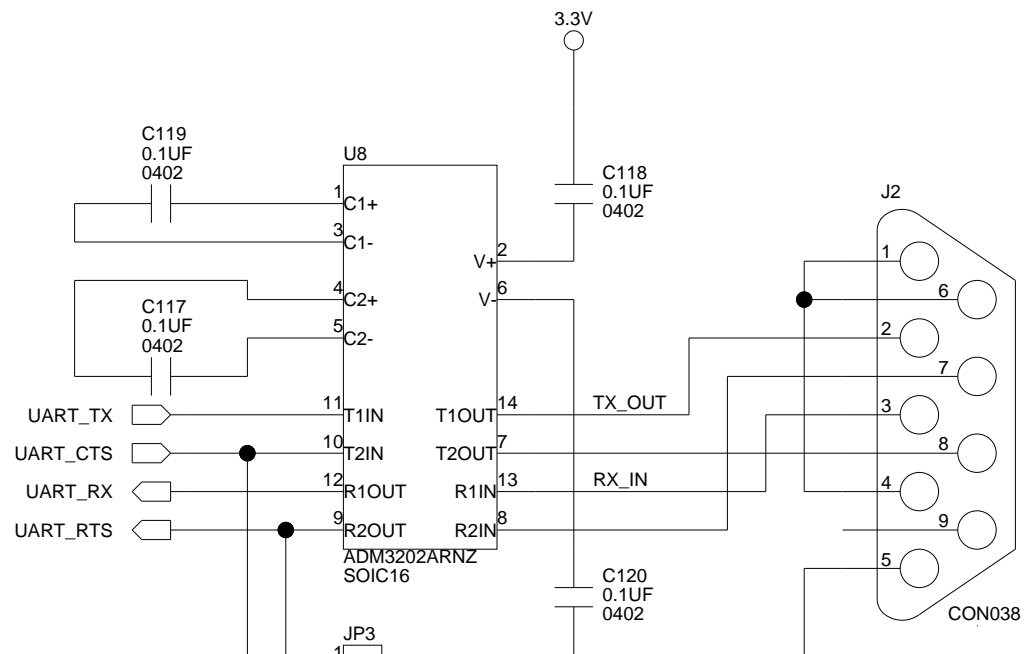 3.3V
C119
0.1UF
0402
U8
C118
0.1UF
0402
J2
1
C1+
3
C1-
2
V+
1
4
C2+
6
V-
6
C117
0.1UF
0402
5
C2-
2
7
UART_TX
11
T1IN
T1OUT
14
TX_OUT
3
UART_CTS
10
T2IN
T2OUT
7
8
UART_RX
12
R1OUT
R1IN
13
RX_IN
4
UART_RTS
9
R2OUT
R2IN
8
9
ADM3202ARNZ
SOIC16
5
C120
0.1UF
0402
CON038
JP3
1